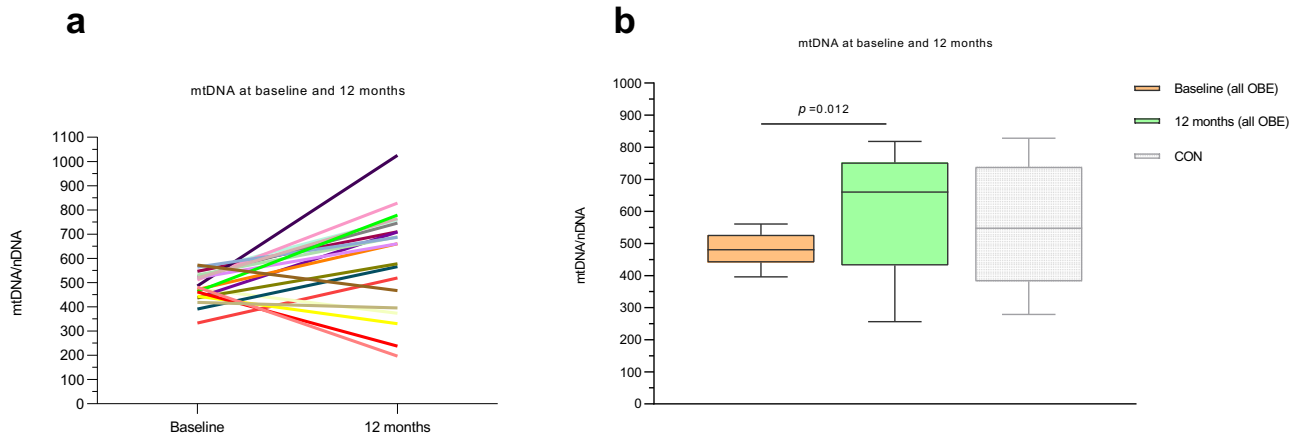 a
mtDNA at baseline and 12 months
mtDNA/nDNA
1100
1000
900
800
700
600
500
400
300
200
100
0
Baseline
12 months
b
mtDNA at baseline and 12 months
mtDNA/nDNA
1000
900
800
700
600
500
400
300
200
100
0
p =0.012
Baseline (all OBE)
12 months (all OBE)
CON